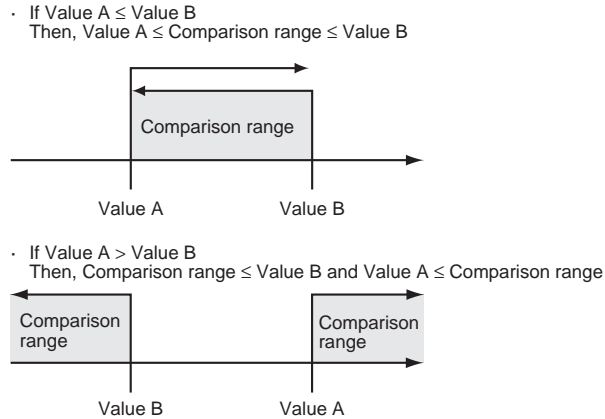 · If Value A ≤ Value B
Then, Value A ≤ Comparison range ≤ Value B
Comparison range
Value A
Value B
· If Value A > Value B
Then, Comparison range ≤ Value B and Value A ≤ Comparison range
Comparison
range
Comparison
range
Value B
Value A